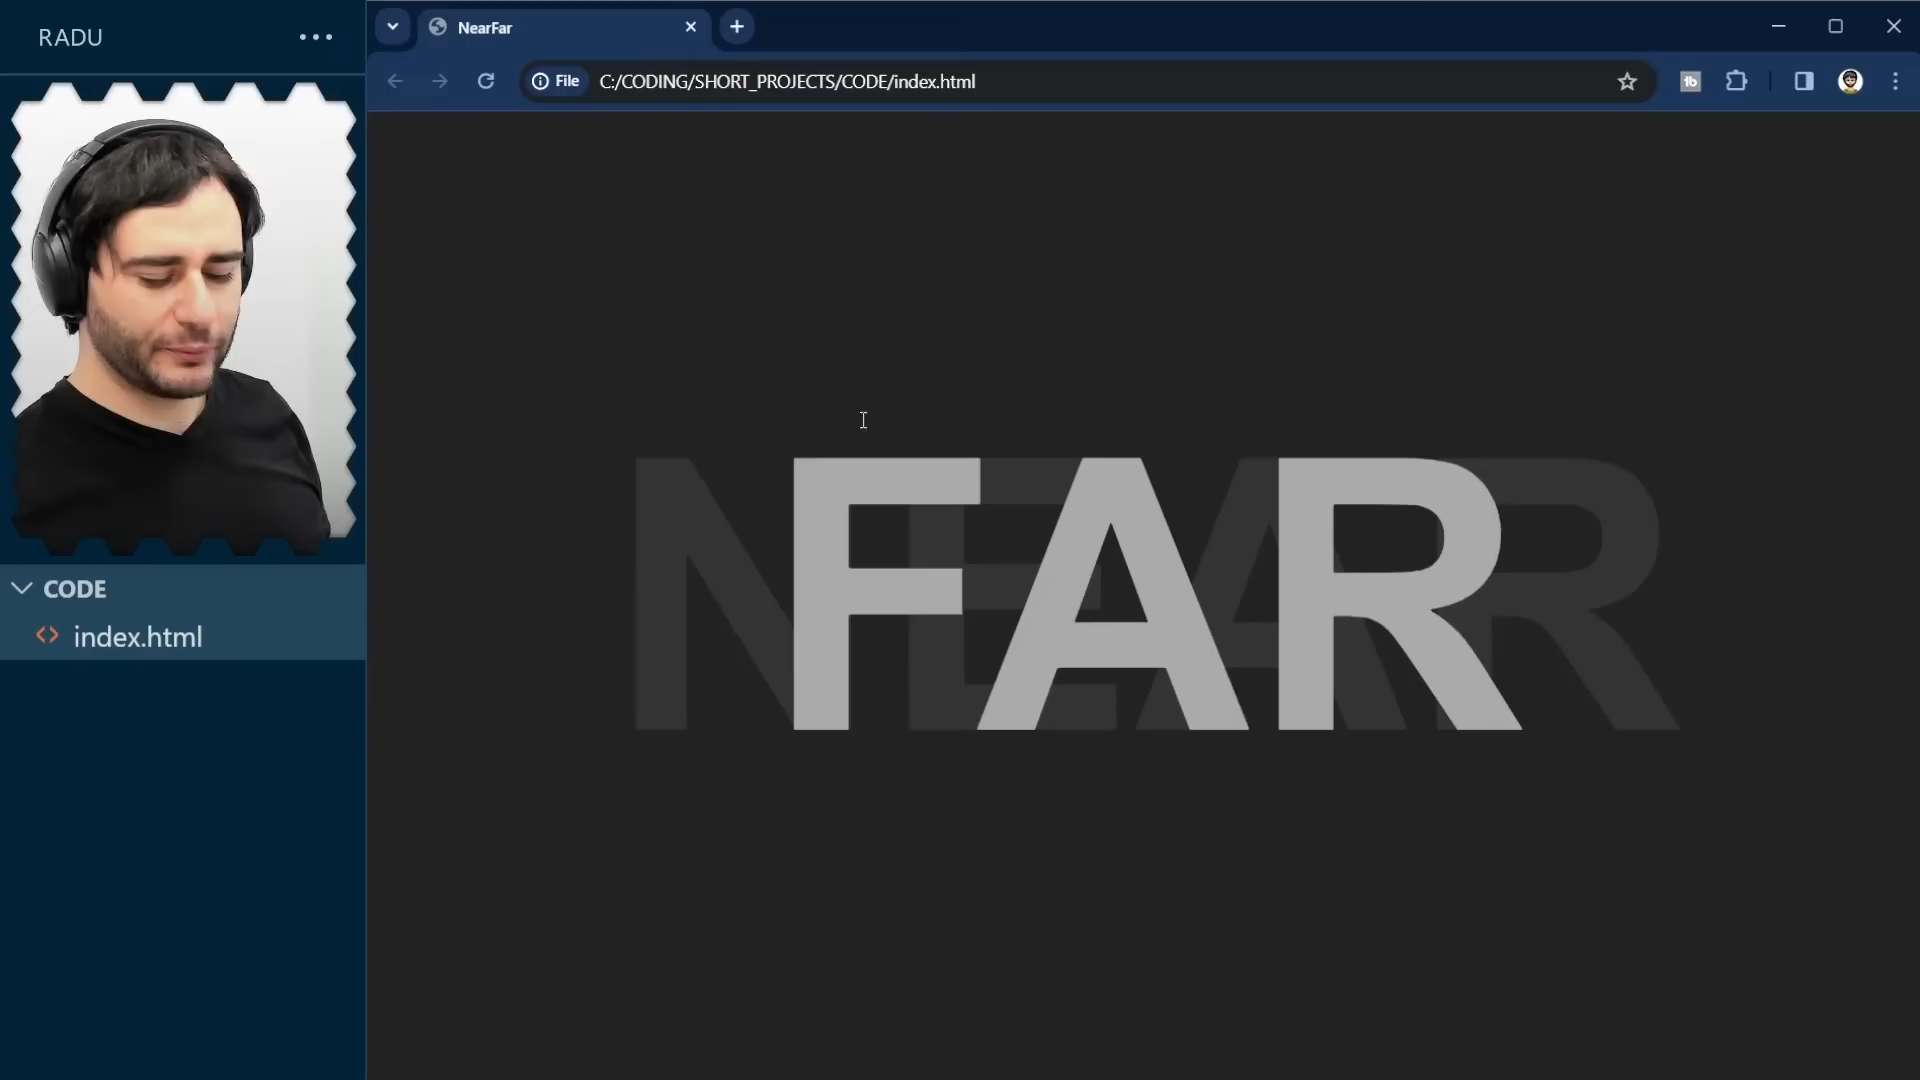 RADU
NearFar
File
C:/CODING/SHORT_PROJECTS/CODE/index.html
NEAR
FAR
CODE
index.html